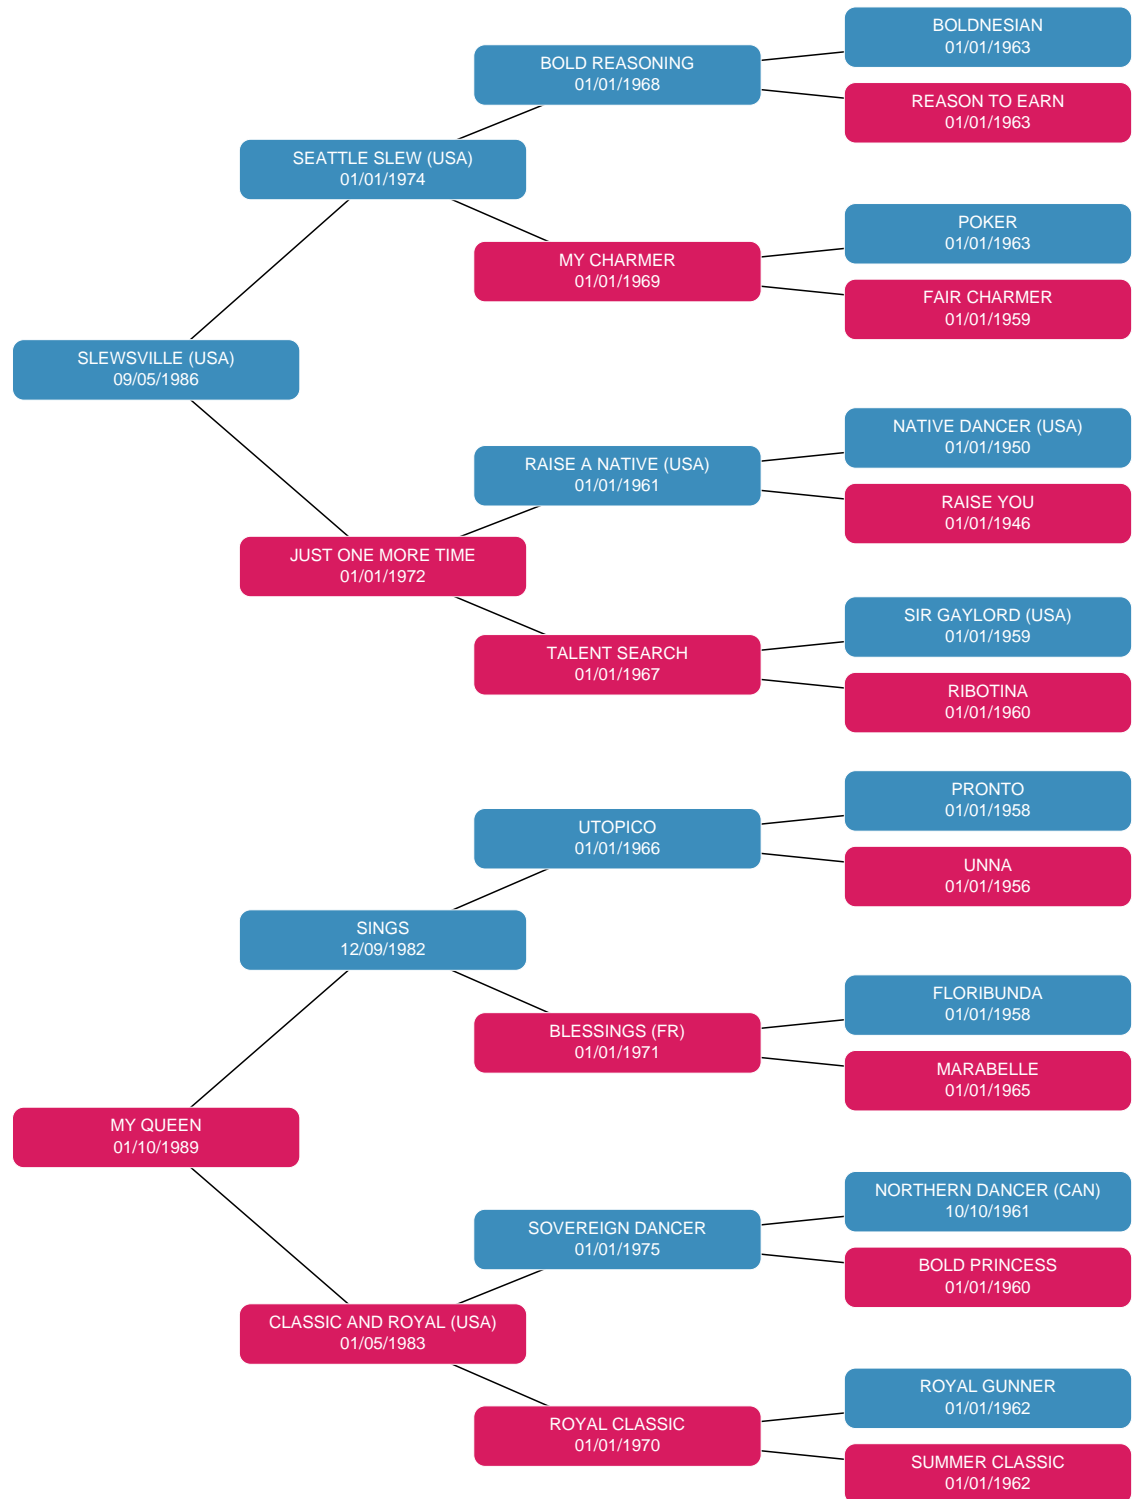 BOLDNESIAN
01/01/1963
BOLD REASONING
01/01/1968
REASON TO EARN
01/01/1963
SEATTLE SLEW (USA)
01/01/1974
POKER
01/01/1963
MY CHARMER
01/01/1969
FAIR CHARMER
01/01/1959
SLEWSVILLE (USA)
09/05/1986
NATIVE DANCER (USA)
01/01/1950
RAISE A NATIVE (USA)
01/01/1961
RAISE YOU
01/01/1946
JUST ONE MORE TIME
01/01/1972
SIR GAYLORD (USA)
01/01/1959
TALENT SEARCH
01/01/1967
RIBOTINA
01/01/1960
PRONTO
01/01/1958
UTOPICO
01/01/1966
UNNA
01/01/1956
SINGS
12/09/1982
FLORIBUNDA
01/01/1958
BLESSINGS (FR)
01/01/1971
MARABELLE
01/01/1965
MY QUEEN
01/10/1989
NORTHERN DANCER (CAN)
10/10/1961
SOVEREIGN DANCER
01/01/1975
BOLD PRINCESS
01/01/1960
CLASSIC AND ROYAL (USA)
01/05/1983
ROYAL GUNNER
01/01/1962
ROYAL CLASSIC
01/01/1970
SUMMER CLASSIC
01/01/1962